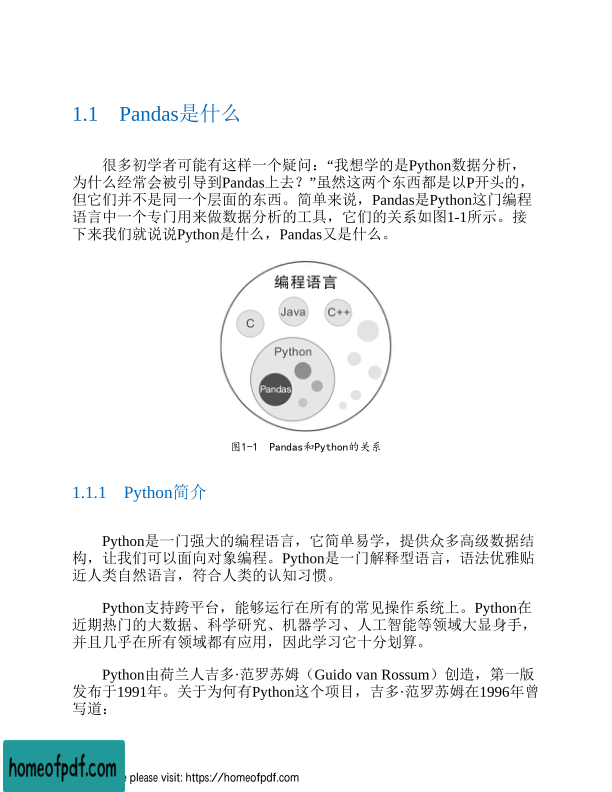 1.1 Pandas是什么
很多初学者可能有这样一个疑问：“我想学的是Python数据分析，
为什么经常会被引导到Pandas上去？”虽然这两个东西都是以P开头的，
但它们并不是同一个层面的东西。简单来说，Pandas是Python这门编程
语言中一个专门用来做数据分析的工具，它们的关系如图1-1所示。接
下来我们就说说Python是什么，Pandas又是什么。
编程语言
C
Java
C++
Python
Pandas
图1-1 Pandas和Python的关系
1.1.1 Python简介
Python是一门强大的编程语言，它简单易学，提供众多高级数据结
构，让我们可以面向对象编程。Python是一门解释型语言，语法优雅贴
近人类自然语言，符合人类的认知习惯。
Python支持跨平台，能够运行在所有的常见操作系统上。Python在
近期热门的大数据、科学研究、机器学习、人工智能等领域大显身手，
并且几乎在所有领域都有应用，因此学习它十分划算。
Python由荷兰人吉多·范罗苏姆（Guido van Rossum）创造，第一版
发布于1991年。关于为何有Python这个项目，吉多·范罗苏姆在1996年曾
写道：
homeofpdf.com
please visit: https://homeofpdf.com